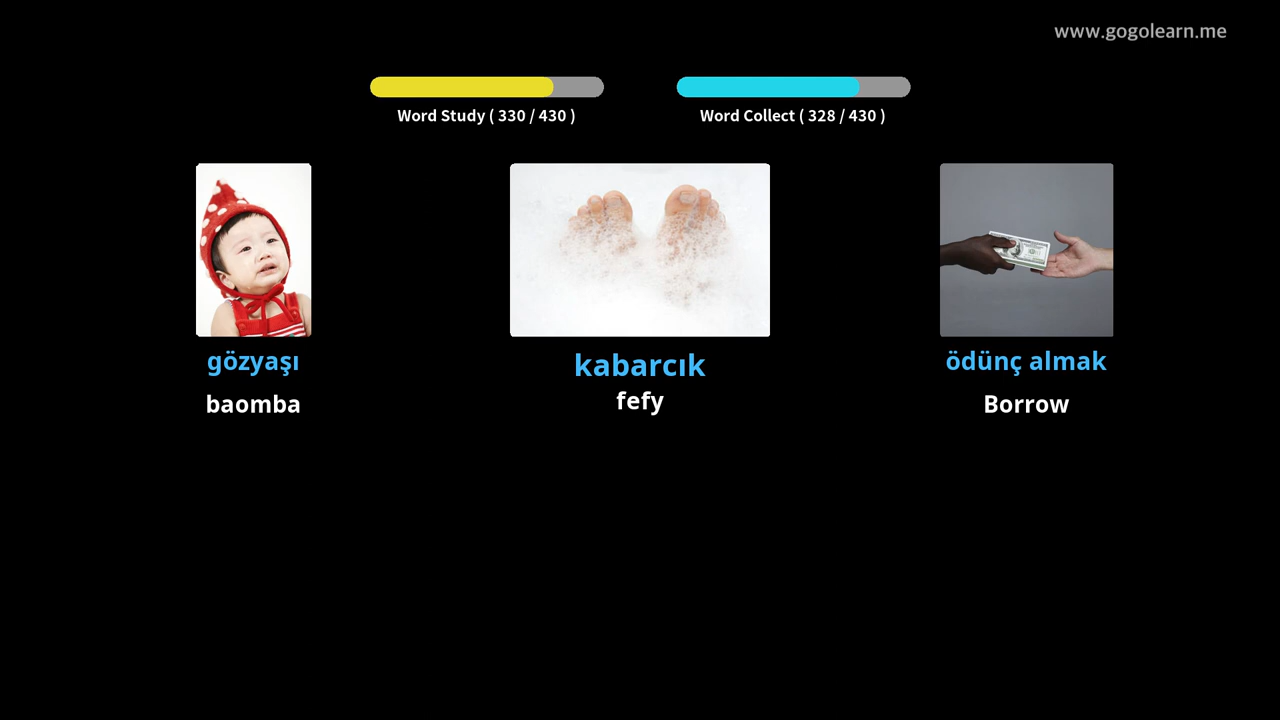 www.gogolearn.me
Word Study ( 330 / 430 )
Word Collect ( 328 / 430 )
gözyaşı
baomba
kabarcık
fefy
ödünç almak
Borrow